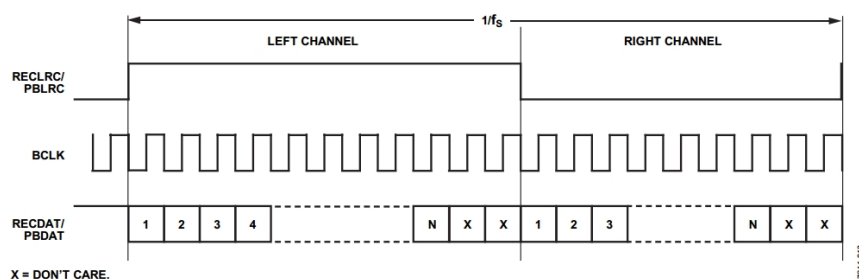 1/fS
LEFT CHANNEL
RIGHT CHANNEL
RECLRC/
PBLRC
BCLK
RECDAT/
PBDAT
1 2 3 4 N X X 1 2 3 N X X
X = DON'T CARE.